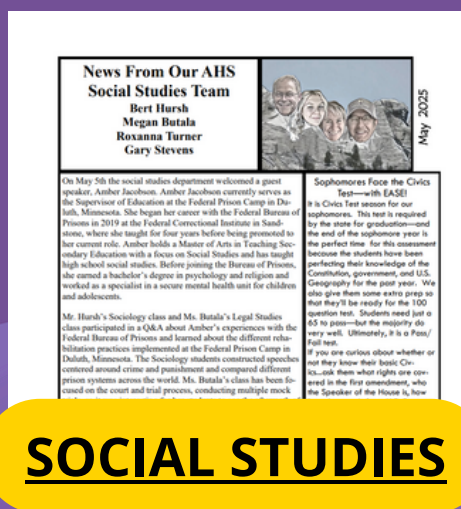 News From Our AHS
Social Studies Team
Bert Hursh
Megan Butala
Roxanna Turner
Gary Stevens
May 2025
On May 5th the social studies department welcomed a guest
speaker, Amber Jacobson. Amber Jacobson currently serves as
the Supervisor of Education at the Federal Prison Camp in Du-
luth, Minnesota. She began her career with the Federal Bureau of
Prisons in 2019 at the Federal Correctional Institute in Sand-
stone, where she taught for four years before being promoted to
her current role. Amber holds a Master of Arts in Teaching Sec-
ondary Education with a focus on Social Studies and has taught
high school social studies. Before joining the Bureau of Prisons,
she earned a bachelor's degree in psychology and religion and
worked as a specialist in a secure mental health unit for children
and adolescents.
Mr. Hursh's Sociology class and Ms. Butala's Legal Studies
class participated in a Q&A about Amber's experiences with the
Federal Bureau of Prisons and learned about the different reha-
bilitation practices implemented at the Federal Prison Camp in
Duluth, Minnesota. The Sociology students constructed speeches
centered around crime and punishment and compared different
prison systems across the world. Ms. Butala's class has been fo-
cused on the court and trial process, conducting multiple mock
Sophomores Face the Civics
Test—with EASE!
It is Civics Test season for our
sophomores. This test is required
by the state for graduation—and
the end of the sophomore year is
the perfect time for this assessment
because the students have been
perfecting their knowledge of the
Constitution, government, and U.S.
Geography for the past year. We
also give them some extra prep so
that they'll be ready for the 100
question test. Students need just a
65 to pass—but the majority do
very well. Ultimately, it is a Pass/
Fail test.
If you are curious about whether or
not they know their basic Civ-
ics...ask them what rights are cov-
ered in the first amendment, who
the Speaker of the House is, how
SOCIAL STUDIES